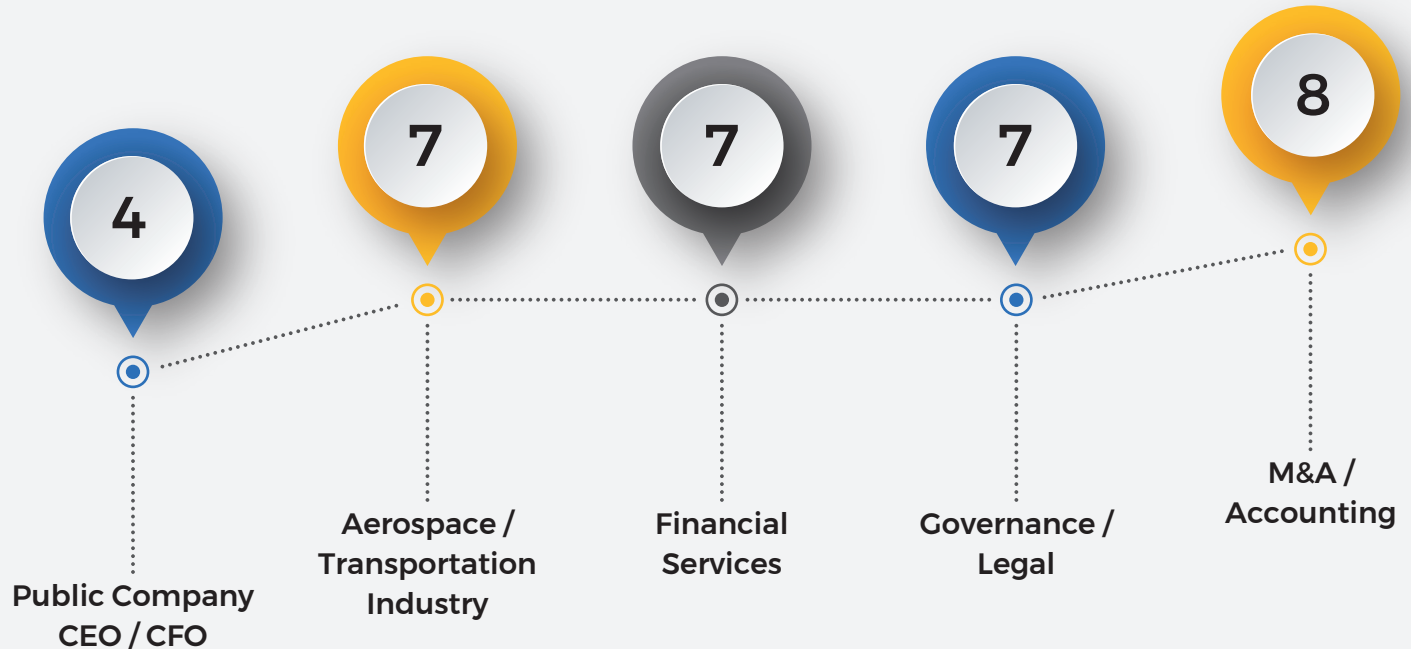 4
7
7
7
8
Public Company
CEO / CFO
Aerospace /
Transportation
Industry
Financial
Services
Governance /
Legal
M&A /
Accounting